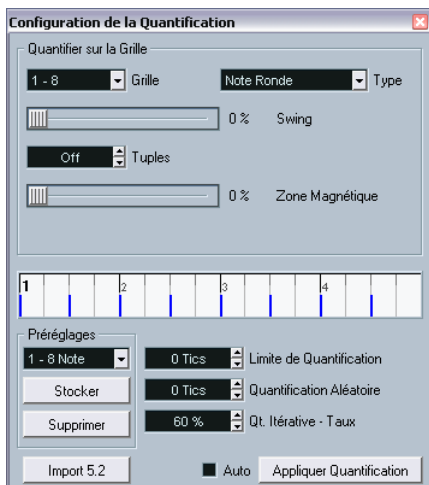 Configuration de la Quantification
Quantifier sur la Grille
1 - 8 Grille Note Ronde Type
0 % Swing
Off Tuples
0 % Zone Magnétique
1 2 3 4
Préréglages
1 - 8 Note 0 Tics Limite de Quantification
Stocker 0 Tics Quantification Aléatoire
Supprimer 60 % Qt. Itérative - Taux
Import 5.2 Auto Appliquer Quantification